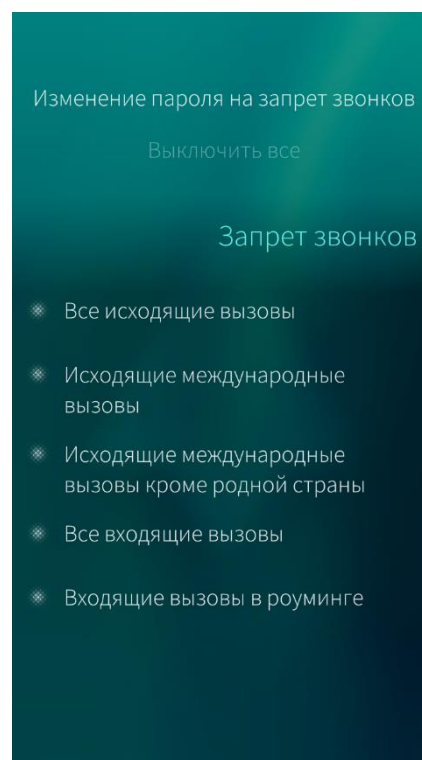 Изменение пароля на запрет звонков
Выключить все
Запрет звонков
Все исходящие вызовы
Исходящие международные
вызовы
Исходящие международные
вызовы кроме родной страны
Все входящие вызовы
Входящие вызовы в роуминге